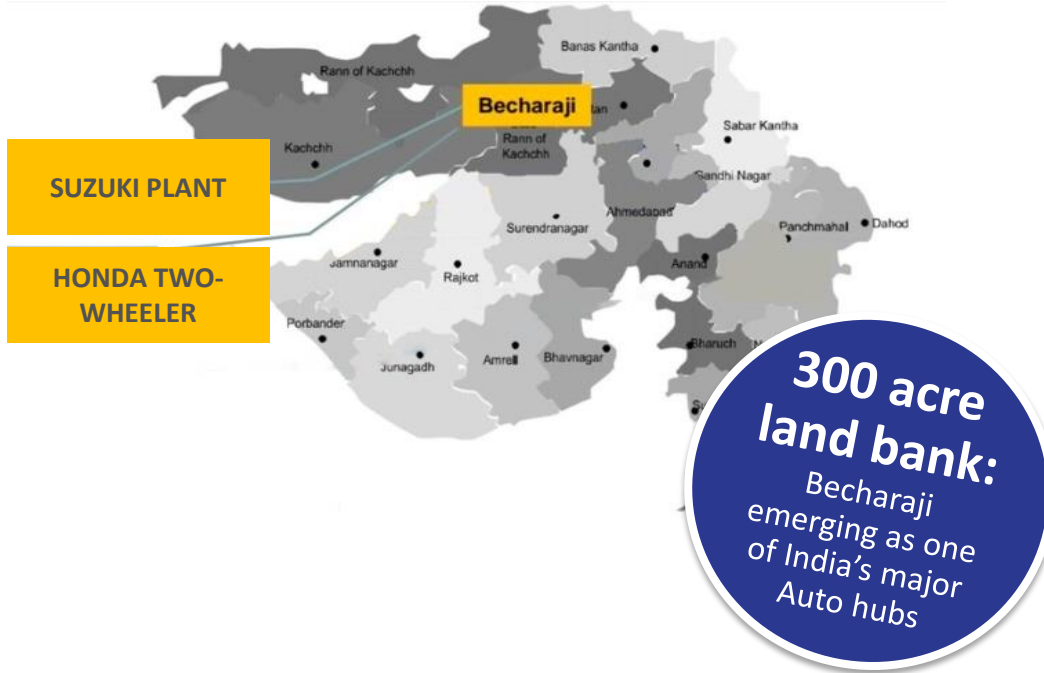 Banas Kantha
Rann of Kachchh
Becharaji
Rann of
Kachchh
Sabar Kantha
Kachchh
SUZUKI PLANT
Gandhi Nagar
Ahmedabad
Surendranagar
Panchmahal
Dahod
Jamnanagar
Rajkot
Anand
HONDA TWO-
WHEELER
Porbander
Bharuch
Junagadh
Amreli
Bhavnagar
300 acre
land bank:
Becharaji
emerging as one
of India’s major
Auto hubs